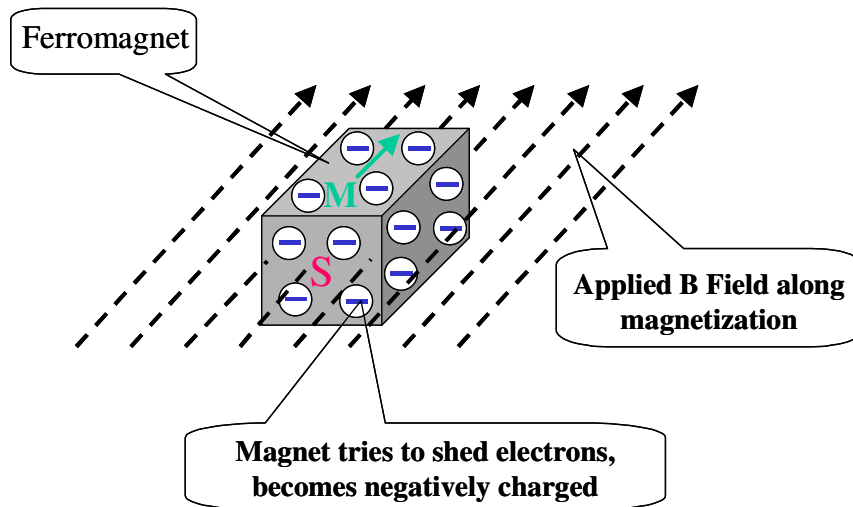 Ferromagnet
M
S
Applied B Field along
magnetization
Magnet tries to shed electrons,
becomes negatively charged